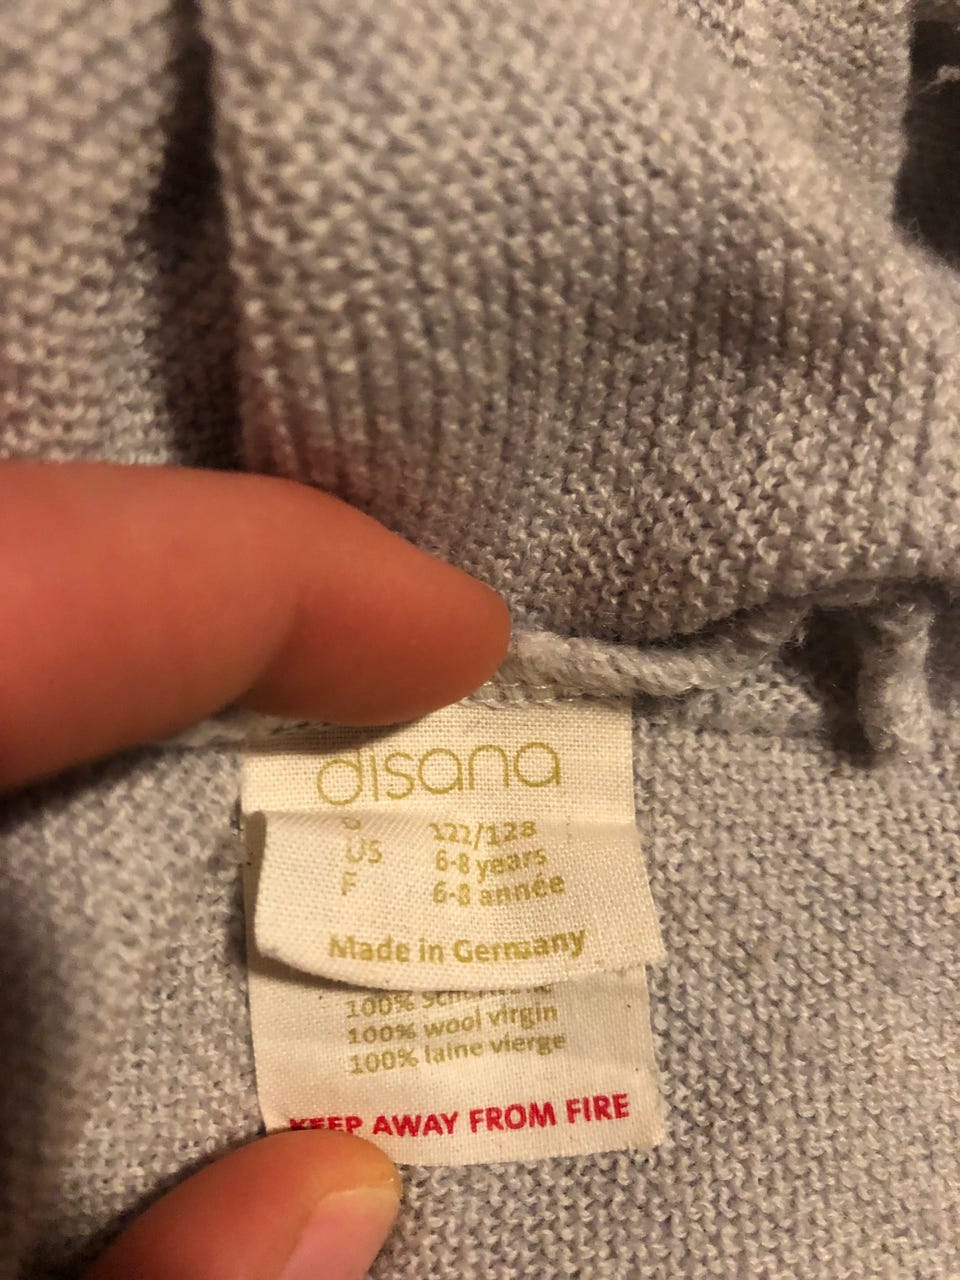 disana
122/128
US 6-8 years
F 6-8 année
Made in Germany
100%
100% wool virgin
100% laine vierge
KEEP AWAY FROM FIRE